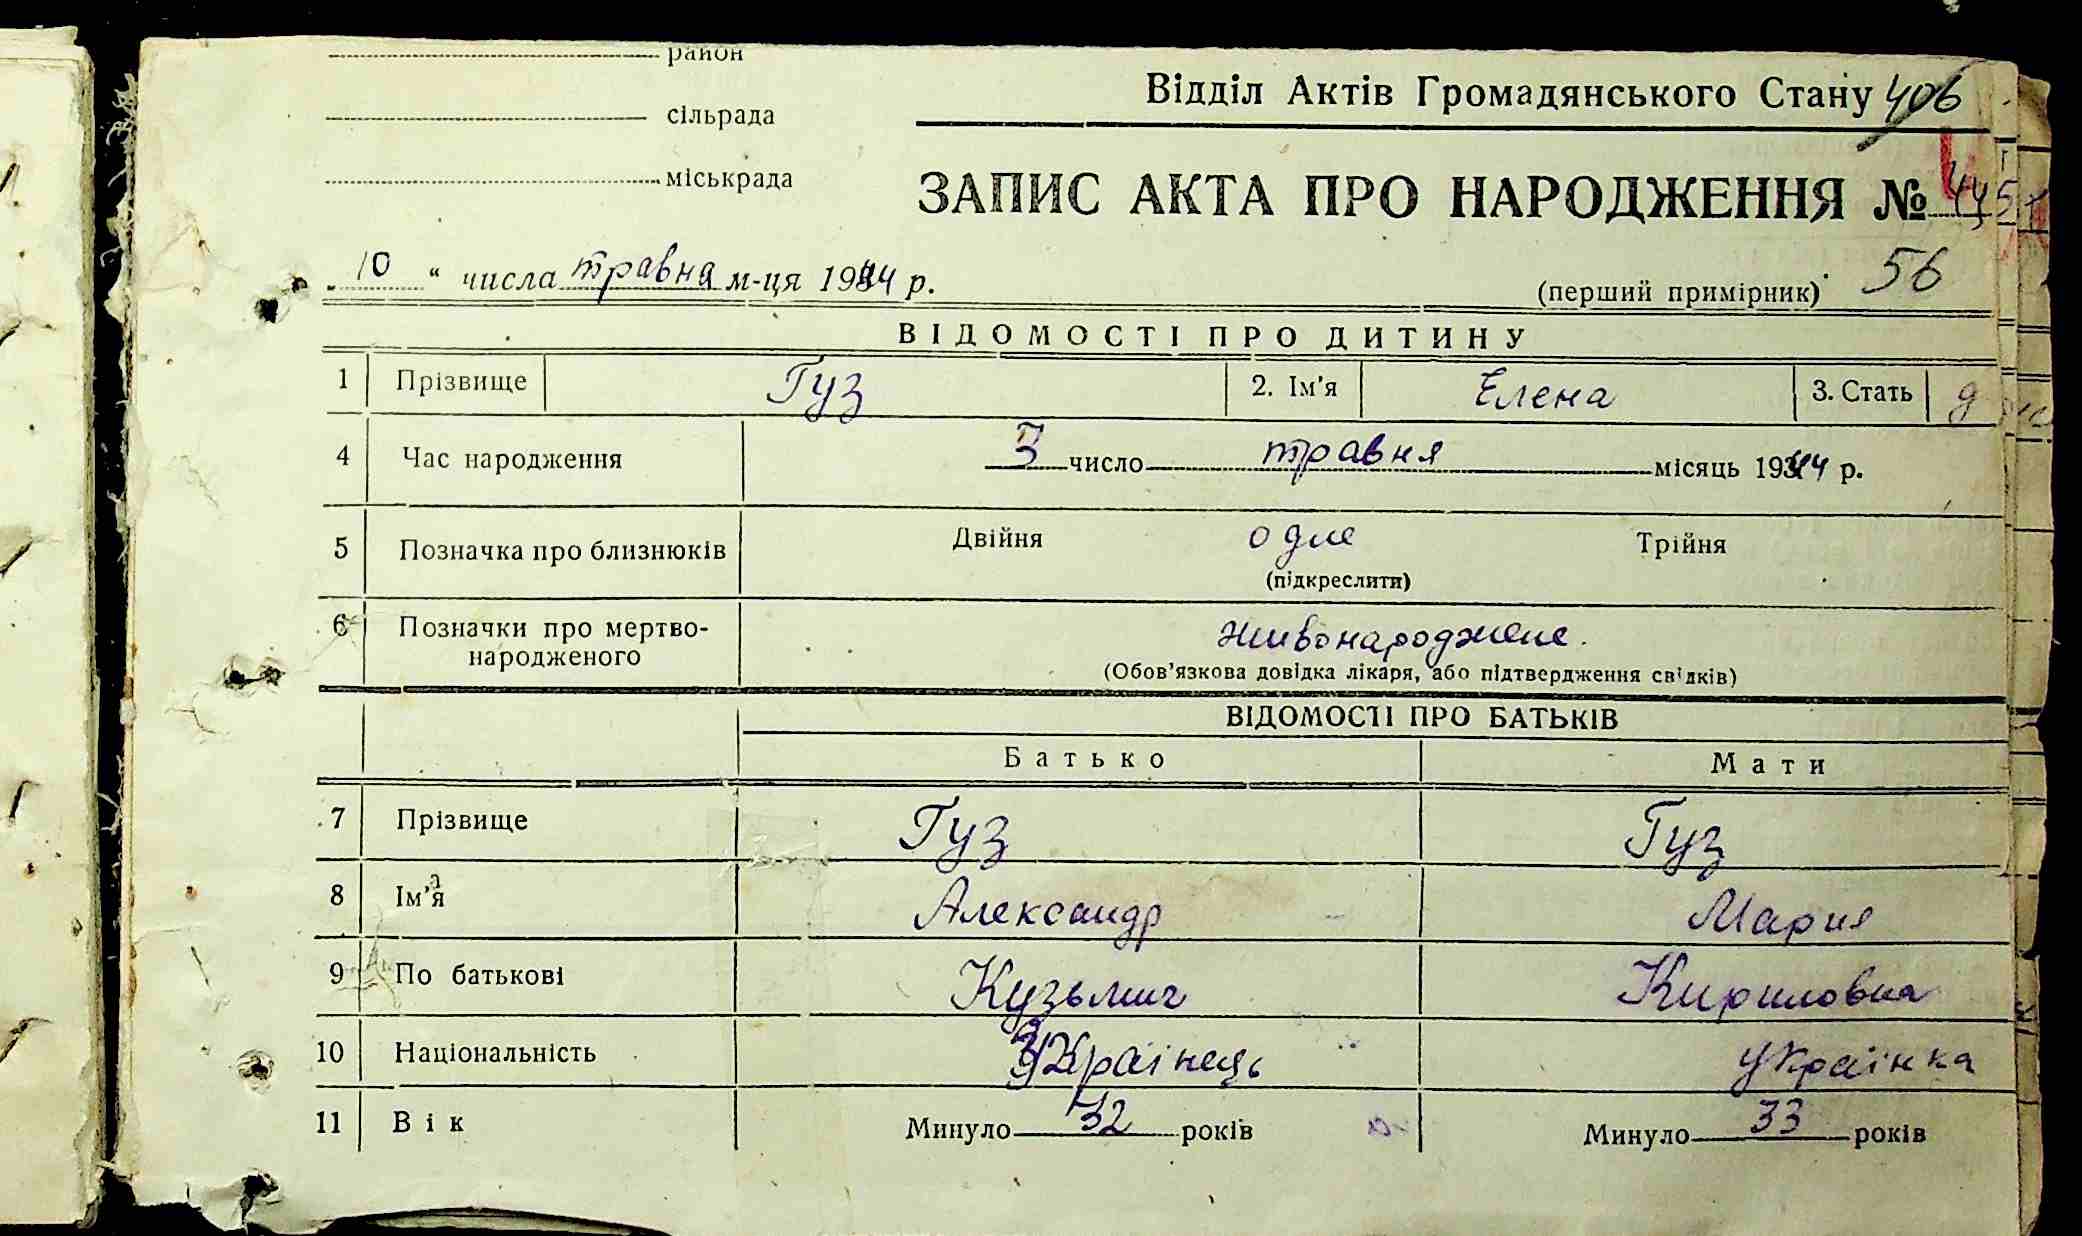 район
Відділ Актів Громадянського Стану 406
сільрада
міськрада
ЗАПИС АКТА ПРО НАРОДЖЕННЯ №
„10“ числа травня м-ця 1944 р.
(перший примірник) 56
ВІДОМОСТІ ПРО ДИТИНУ
1 Прізвище Гуз 2. Ім'я Елена 3. Стать
4 Час народження 3 число травня місяць 1944 р.
5 Позначка про близнюків Двійня одне Трійня
(підкреслити)
6 Позначки про мертво-
народженого живонароджене.
(Обов'язкова довідка лікаря, або підтвердження свідків)
ВІДОМОСТІ ПРО БАТЬКІВ
Батько Мати
7 Прізвище Гуз Гуз
8 Ім'я Александр Мария
9 По батькові Кузьмич Кириловна
10 Національність Українець українка
11 Вік Минуло 32 років Минуло 33 років